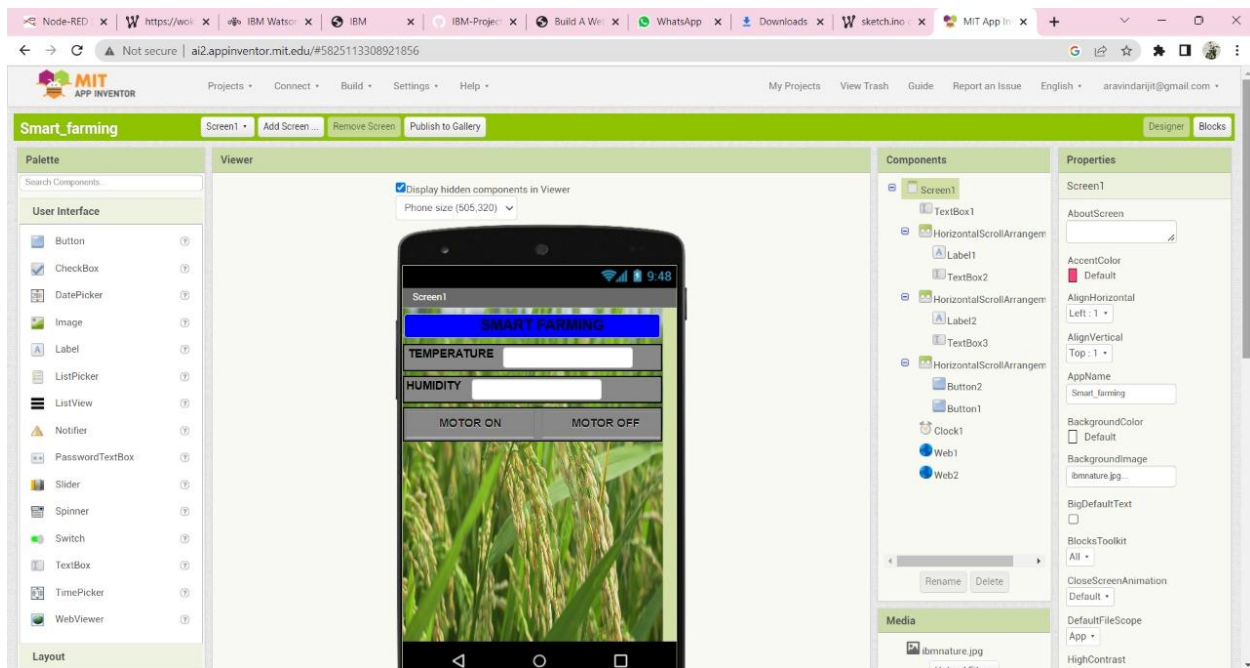 Node-RED
https://wok
IBM Watson
IBM
IBM-Project
Build A We
WhatsApp
Downloads
sketch.ino
MIT App In
Not secure | ai2.appinventor.mit.edu/#5825113308921856
MIT
APP INVENTOR
Projects Connect Build Settings Help My Projects View Trash Guide Report an Issue English aravindarijit@gmail.com
Smart_farming Screen1 Add Screen ... Remove Screen Publish to Gallery Designer Blocks
Palette
Search Components...
User Interface
Button
CheckBox
DatePicker
Image
Label
ListPicker
ListView
Notifier
PasswordTextBox
Slider
Spinner
Switch
TextBox
TimePicker
WebViewer
Layout
Viewer
Display hidden components in Viewer
Phone size (505,320)
9:48
Screen1
SMART FARMING
TEMPERATURE
HUMIDITY
MOTOR ON MOTOR OFF
Components
Screen1
TextBox1
HorizontalScrollArrangem
Label1
TextBox2
HorizontalScrollArrangem
Label2
TextBox3
HorizontalScrollArrangem
Button2
Button1
Clock1
Web1
Web2
Rename Delete
Media
ibmnature.jpg
Properties
Screen1
AboutScreen
AccentColor
Default
AlignHorizontal
Left : 1
AlignVertical
Top : 1
AppName
Smart_farming
BackgroundColor
Default
BackgroundImage
ibmnature.jpg...
BigDefaultText
BlocksToolkit
All
CloseScreenAnimation
Default
DefaultFileScope
App
HighContrast